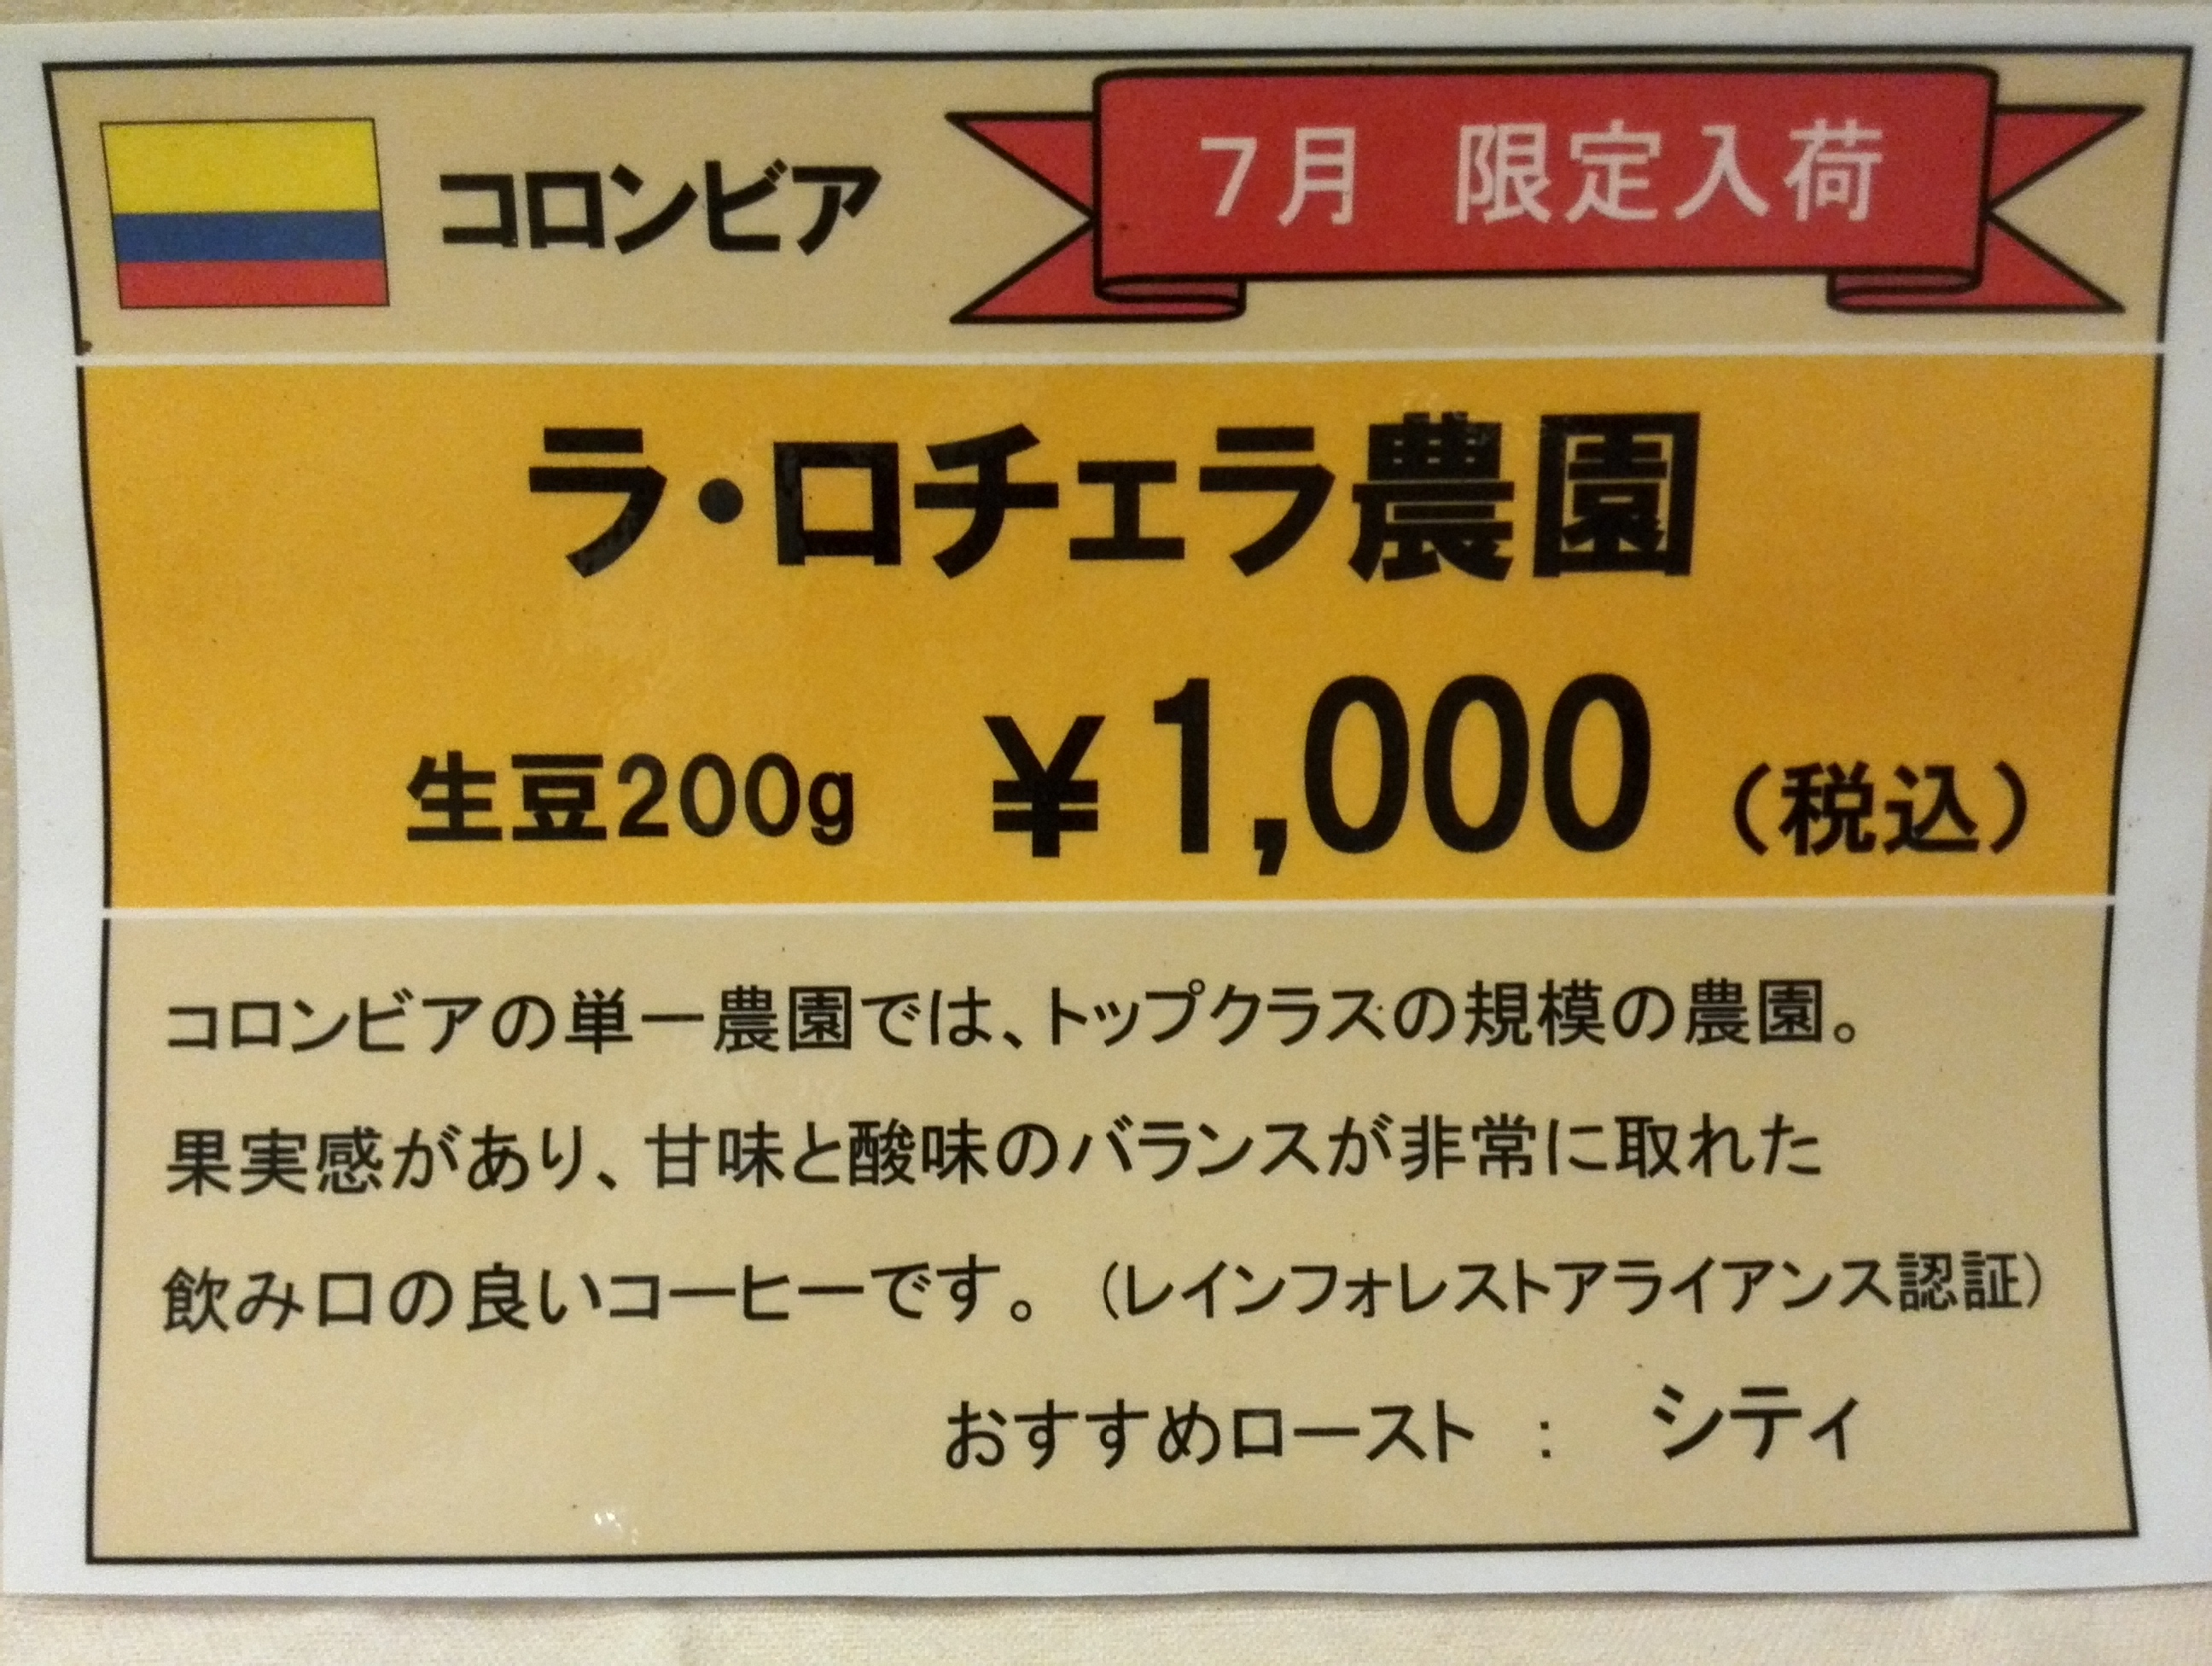 コロンビア
7月 限定入荷
ラ・ロチェラ農園
生豆200g ￥1,000 （税込）
コロンビアの単一農園では、トップクラスの規模の農園。
果実感があり、甘味と酸味のバランスが非常に取れた
飲み口の良いコーヒーです。（レインフォレストアライアンス認証）
おすすめロースト ： シティ